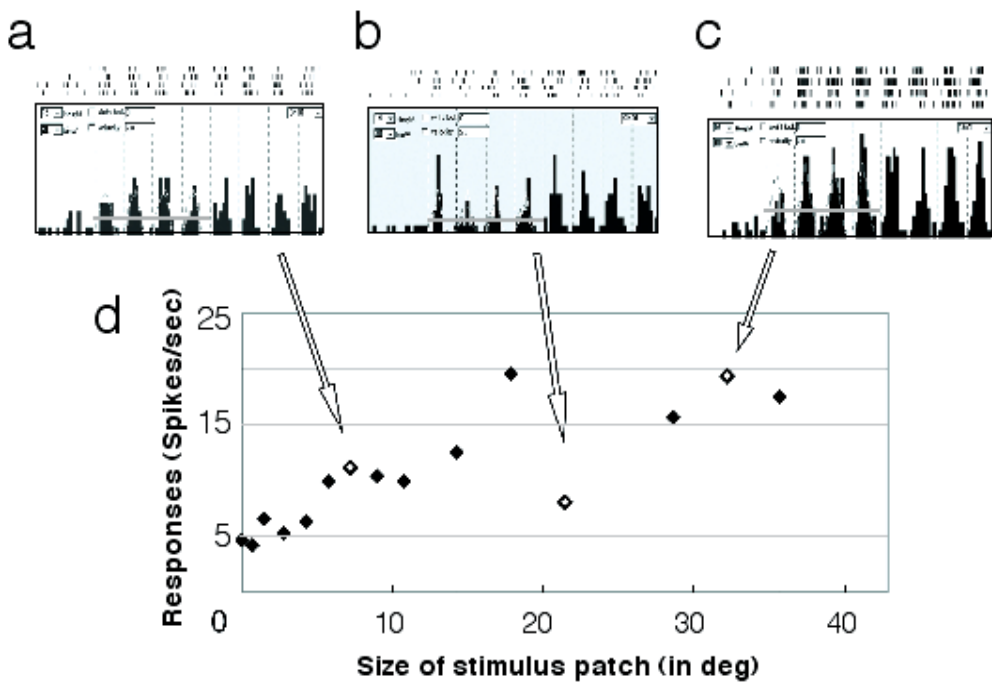 a
b
c
d
Responses (Spikes/sec)
25
15
5
0
10
20
30
40
Size of stimulus patch (in deg)